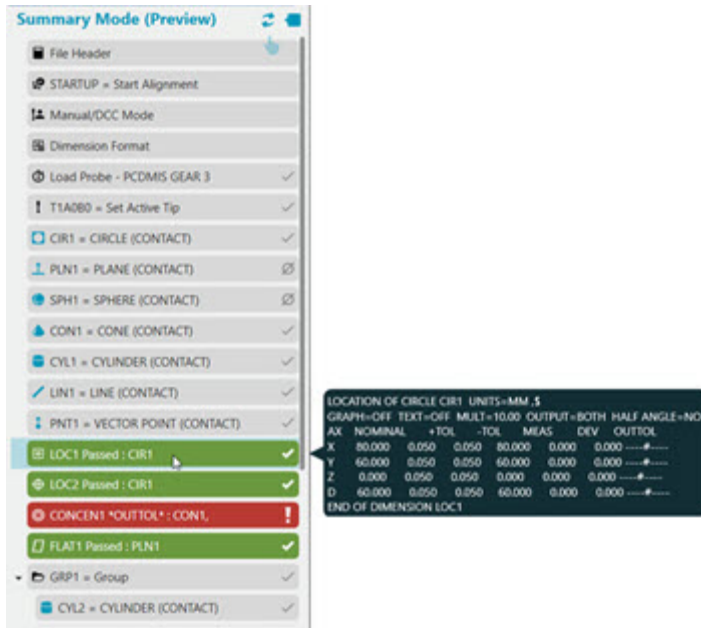 Summary Mode (Preview)
File Header
STARTUP = Start Alignment
Manual/DCC Mode
Dimension Format
Load Probe - PCDMIS GEAR 3
T1A0B0 = Set Active Tip
CIR1 = CIRCLE (CONTACT)
PLN1 = PLANE (CONTACT)
SPH1 = SPHERE (CONTACT)
CON1 = CONE (CONTACT)
CYL1 = CYLINDER (CONTACT)
LIN1 = LINE (CONTACT)
PNT1 = VECTOR POINT (CONTACT)
LOC1 Passed : CIR1
LOC2 Passed : CIR1
CONCEN1 *OUTTOL* : CON1,
FLAT1 Passed : PLN1
GRP1 = Group
CYL2 = CYLINDER (CONTACT)
LOCATION OF CIRCLE CIR1 UNITS=MM ,$
GRAPH=OFF TEXT=OFF MULT=10.00 OUTPUT=BOTH HALF ANGLE=NO
AX NOMINAL +TOL -TOL MEAS DEV OUTTOL
X 80.000 0.050 0.050 80.000 0.000 0.000 ----#----
Y 60.000 0.050 0.050 60.000 0.000 0.000 ----#----
Z 0.000 0.050 0.050 0.000 0.000 0.000 ----#----
D 60.000 0.050 0.050 60.000 0.000 0.000 ----#----
END OF DIMENSION LOC1